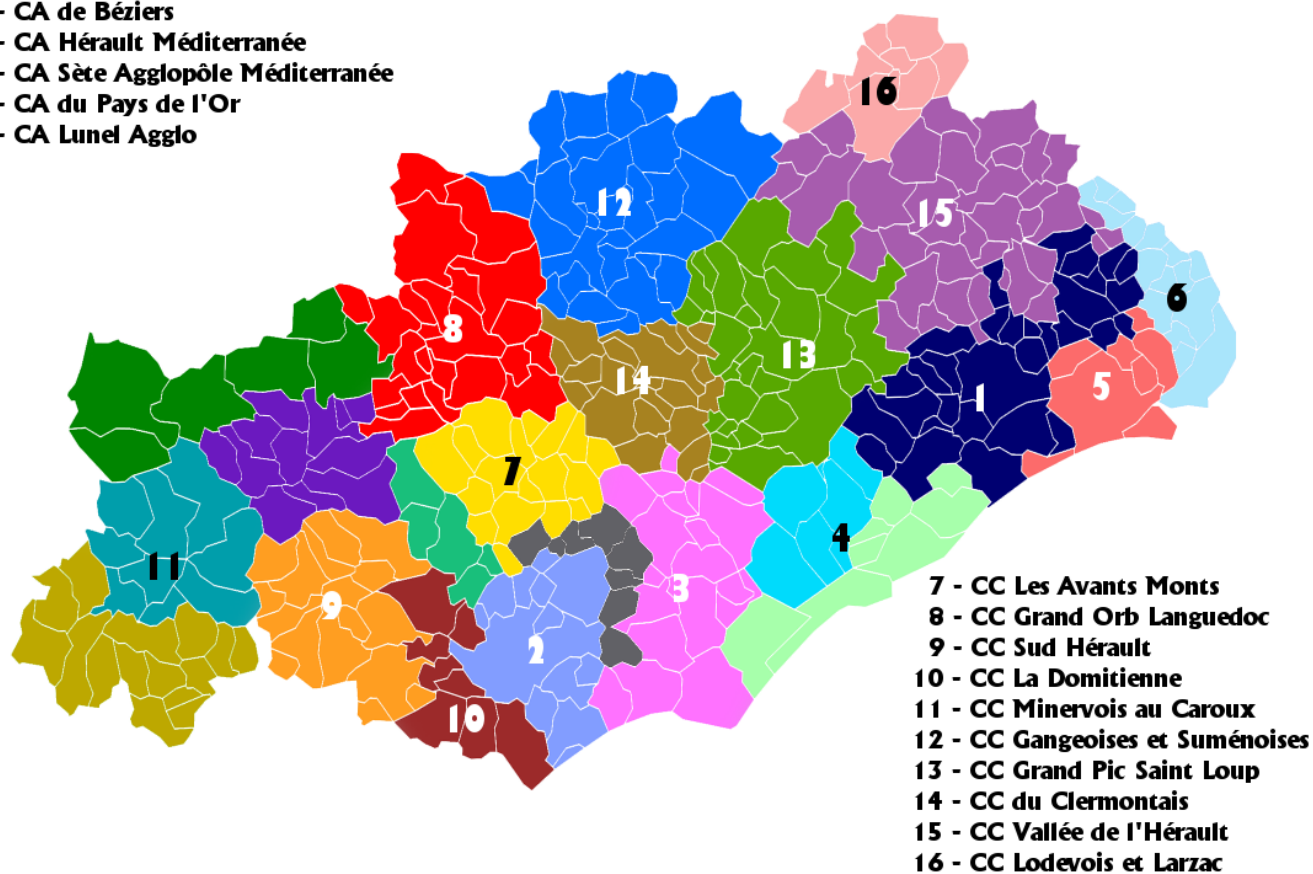 - CA de Béziers
- CA Hérault Méditerranée
- CA Sète Agglopôle Méditerranée
- CA du Pays de l'Or
- CA Lunel Agglo
16
12
15
6
8
13
14
5
1
7
4
11
3
9
2
10
7 - CC Les Avants Monts
8 - CC Grand Orb Languedoc
9 - CC Sud Hérault
10 - CC La Domitienne
11 - CC Minervois au Caroux
12 - CC Gangeoises et Suménoises
13 - CC Grand Pic Saint Loup
14 - CC du Clermontais
15 - CC Vallée de l'Hérault
16 - CC Lodevois et Larzac